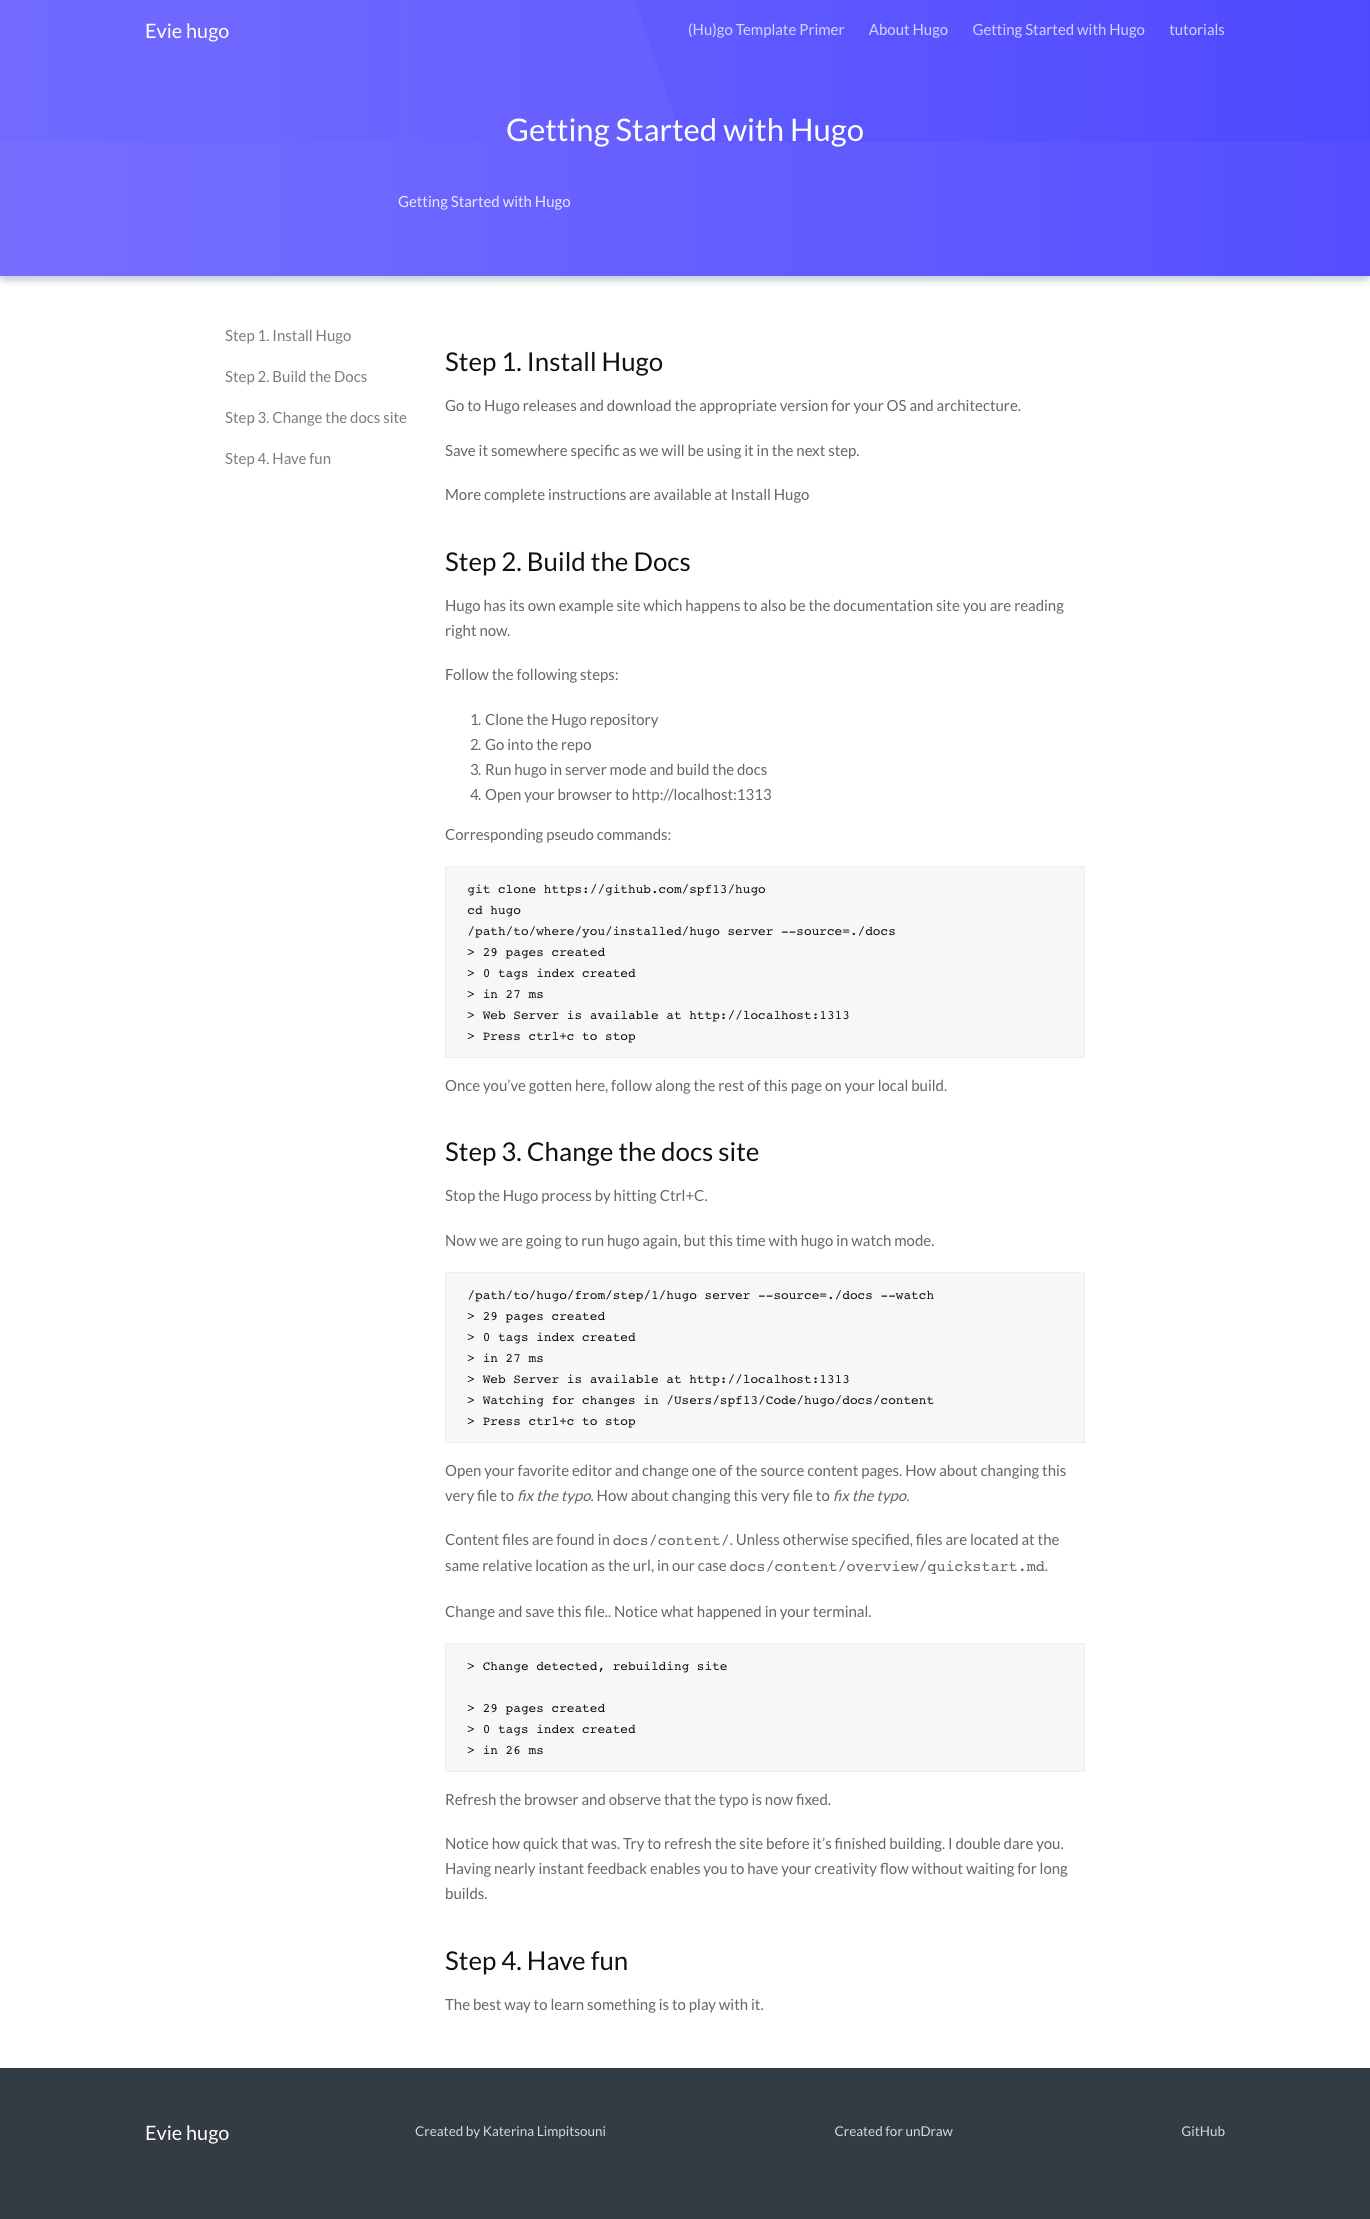 Evie hugo
(Hu)go Template Primer About Hugo Getting Started with Hugo tutorials
Getting Started with Hugo
Getting Started with Hugo
Step 1. Install Hugo
Step 2. Build the Docs
Step 3. Change the docs site
Step 4. Have fun
Step 1. Install Hugo
Go to Hugo releases and download the appropriate version for your OS and architecture.
Save it somewhere specific as we will be using it in the next step.
More complete instructions are available at Install Hugo
Step 2. Build the Docs
Hugo has its own example site which happens to also be the documentation site you are reading
right now.
Follow the following steps:
1. Clone the Hugo repository
2. Go into the repo
3. Run hugo in server mode and build the docs
4. Open your browser to http://localhost:1313
Corresponding pseudo commands:
git clone https://github.com/spf13/hugo
cd hugo
/path/to/where/you/installed/hugo server --source=./docs
> 29 pages created
> 0 tags index created
> in 27 ms
> Web Server is available at http://localhost:1313
> Press ctrl+c to stop
Once you’ve gotten here, follow along the rest of this page on your local build.
Step 3. Change the docs site
Stop the Hugo process by hitting Ctrl+C.
Now we are going to run hugo again, but this time with hugo in watch mode.
/path/to/hugo/from/step/1/hugo server --source=./docs --watch
> 29 pages created
> 0 tags index created
> in 27 ms
> Web Server is available at http://localhost:1313
> Watching for changes in /Users/spf13/Code/hugo/docs/content
> Press ctrl+c to stop
Open your favorite editor and change one of the source content pages. How about changing this
very file to fix the typo. How about changing this very file to fix the typo.
Content files are found in docs/content/. Unless otherwise specified, files are located at the
same relative location as the url, in our case docs/content/overview/quickstart.md.
Change and save this file.. Notice what happened in your terminal.
> Change detected, rebuilding site
> 29 pages created
> 0 tags index created
> in 26 ms
Refresh the browser and observe that the typo is now fixed.
Notice how quick that was. Try to refresh the site before it’s finished building. I double dare you.
Having nearly instant feedback enables you to have your creativity flow without waiting for long
builds.
Step 4. Have fun
The best way to learn something is to play with it.
Evie hugo
Created by Katerina Limpitsouni
Created for unDraw
GitHub